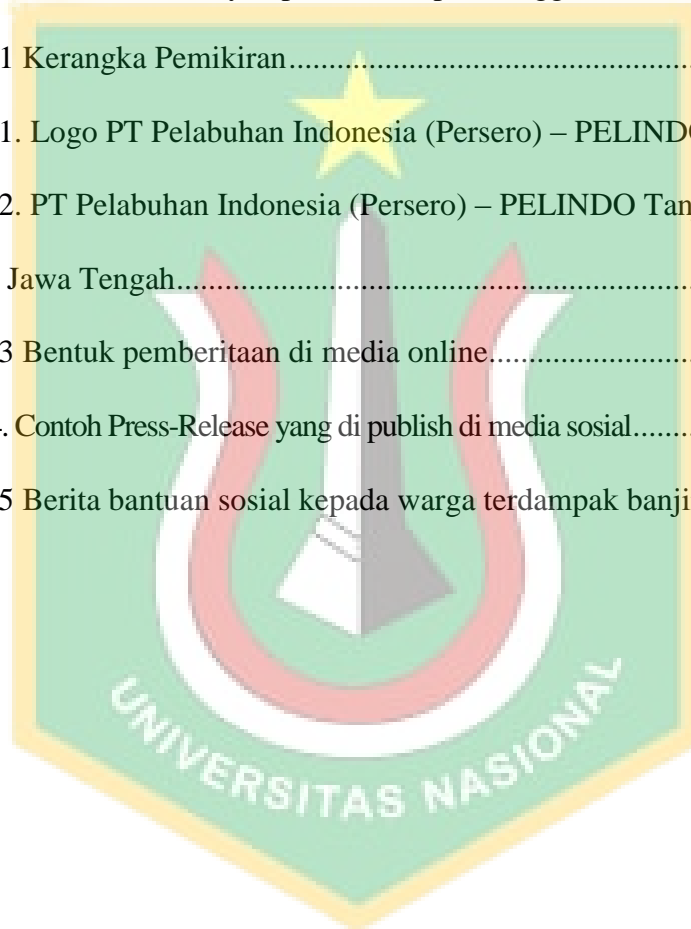 1 Kerangka Pemikiran......................................................
1. Logo PT Pelabuhan Indonesia (Persero) – PELINDO
2. PT Pelabuhan Indonesia (Persero) – PELINDO Tan
Jawa Tengah......................................................................
3 Bentuk pemberitaan di media online.............................
. Contoh Press-Release yang di publish di media sosial........
5 Berita bantuan sosial kepada warga terdampak banji
UNIVERSITAS NASIONAL